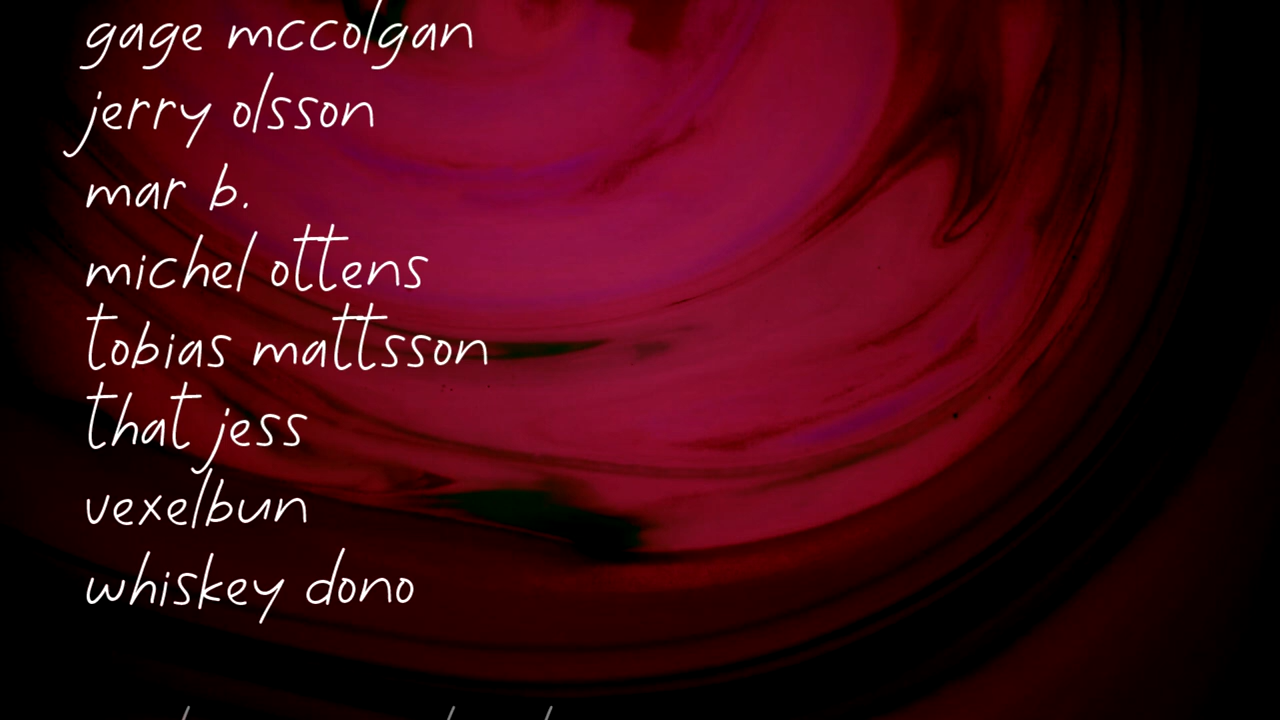 gage mccolgan
jerry olsson
mar b.
michel ottens
tobias mattsson
that jess
vexelbun
whiskey dono